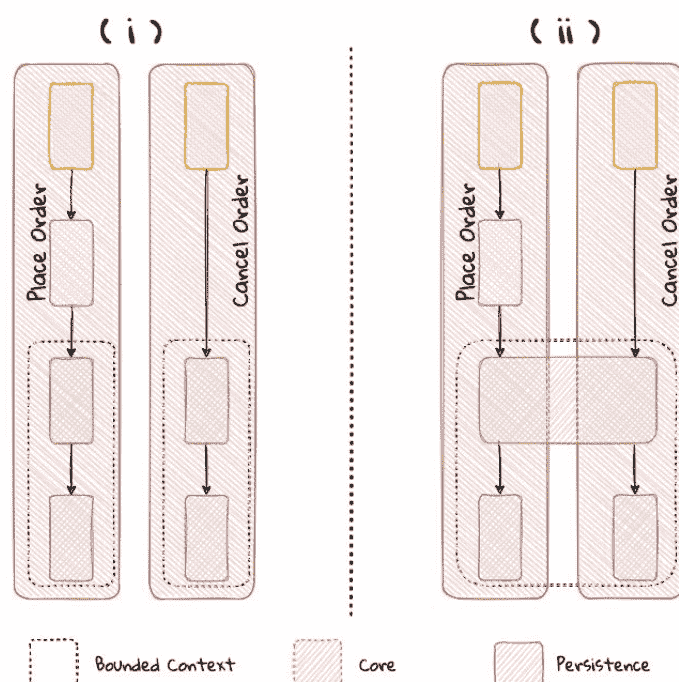 ( i )
( ii )
Place Order
Cancel Order
Place Order
Cancel Order
Bounded Context
Core
Persistence